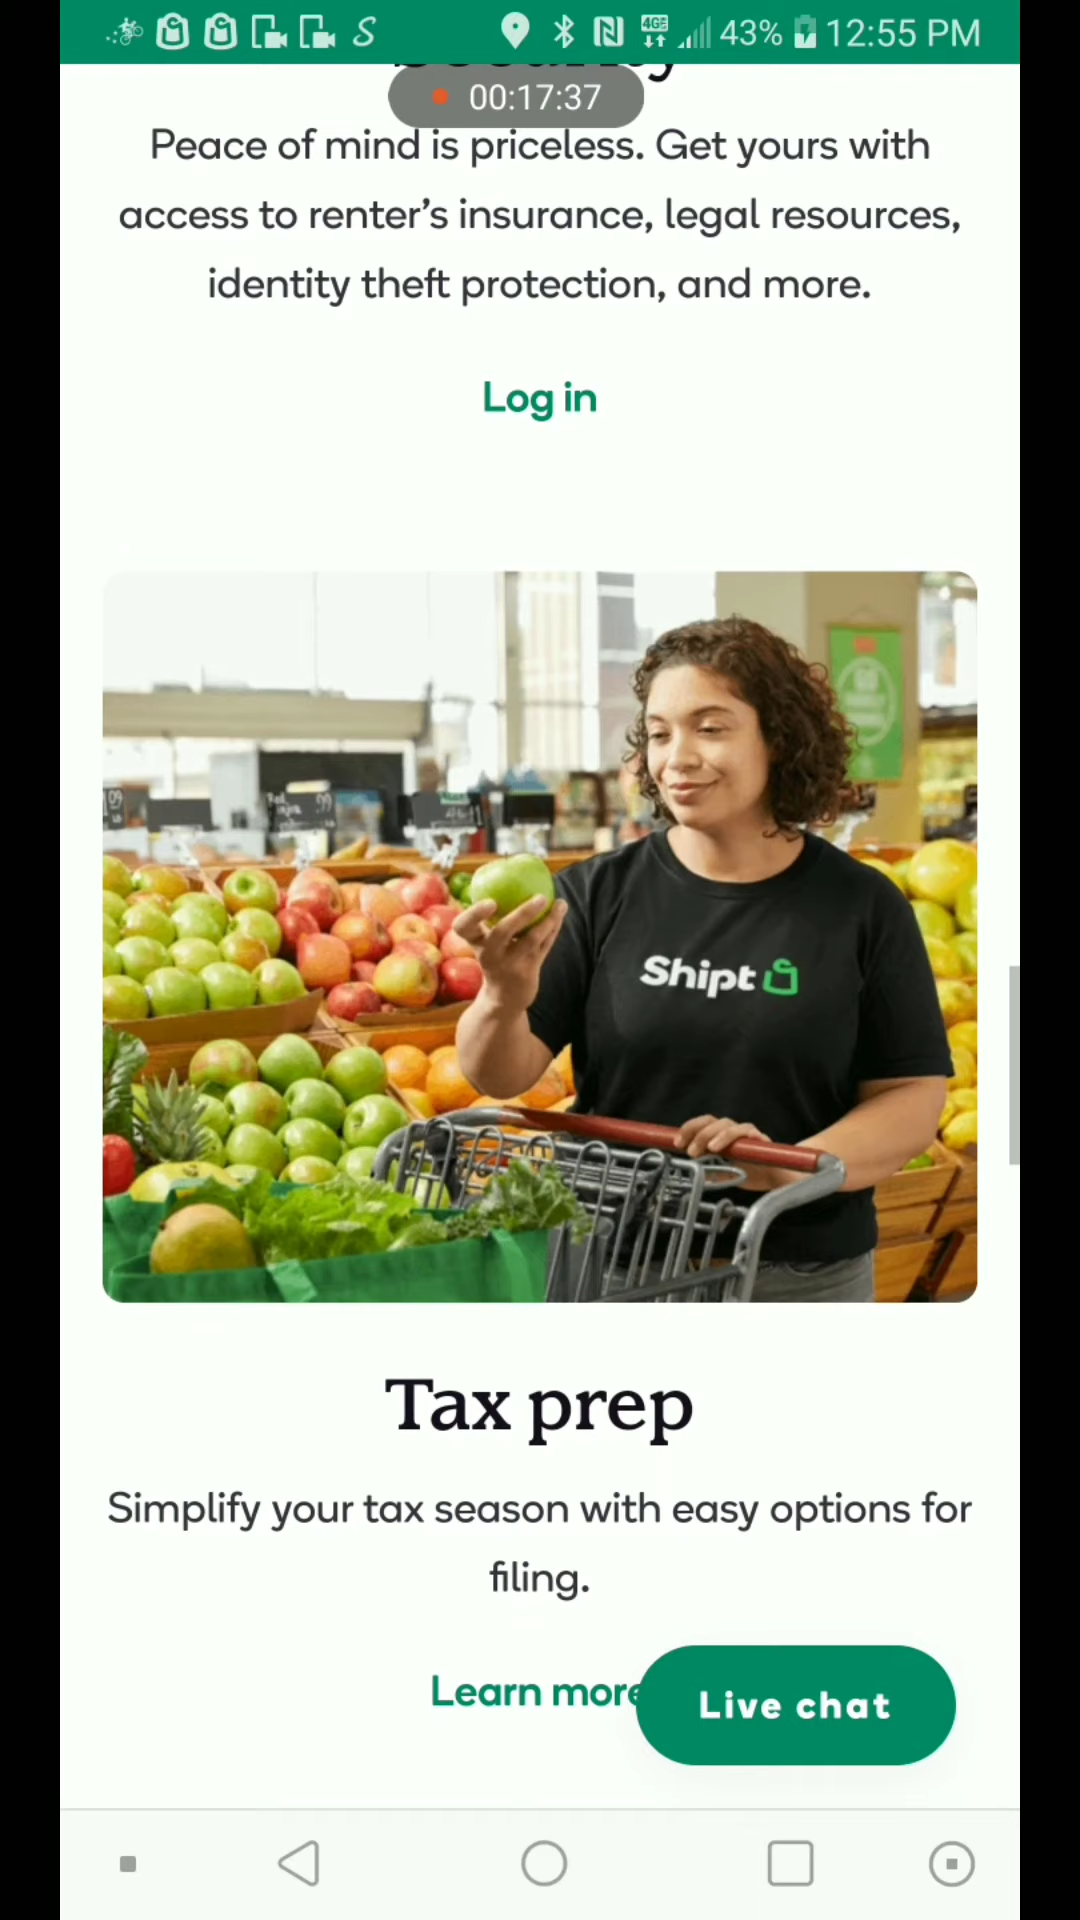 43% 12:55 PM
00:17:37
Peace of mind is priceless. Get yours with
access to renter's insurance, legal resources,
identity theft protection, and more.
Log in
Shipt
Tax prep
Simplify your tax season with easy options for
filing.
Learn more
Live chat